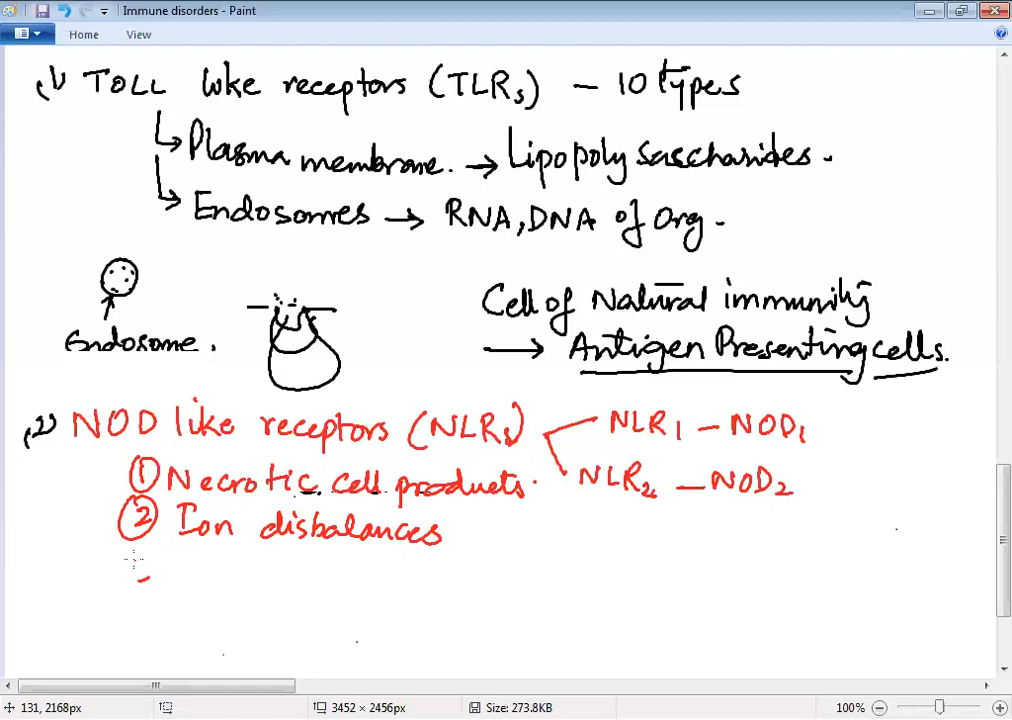 Immune disorders - Paint
Home View
(1) TOLL like receptors (TLRs) - 10 types
Plasma membrane. → Lipopoly saccharides.
Endosomes → RNA, DNA of Org.
Endosome.
Cell of Natural immunity
→ Antigen Presenting cells.
(2) NOD like receptors (NLRs)
NLR1 - NOD1
NLR2 - NOD2
① Necrotic cell products.
② Ion disbalances
131, 2168px 3452 × 2456px Size: 273.8KB 100%